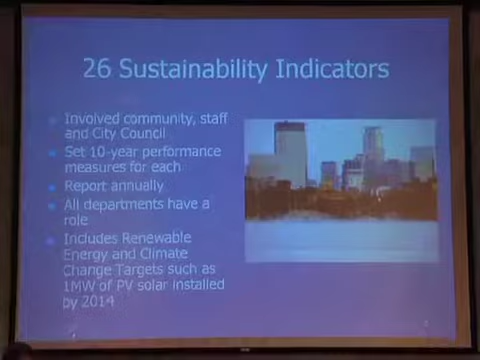 26 Sustainability Indicators
Involved community, staff
and City Council
Set 10-year performance
measures for each
Report annually
All departments have a
role
Includes Renewable
Energy and Climate
Change Targets such as
1MW of PV solar installed
by 2014